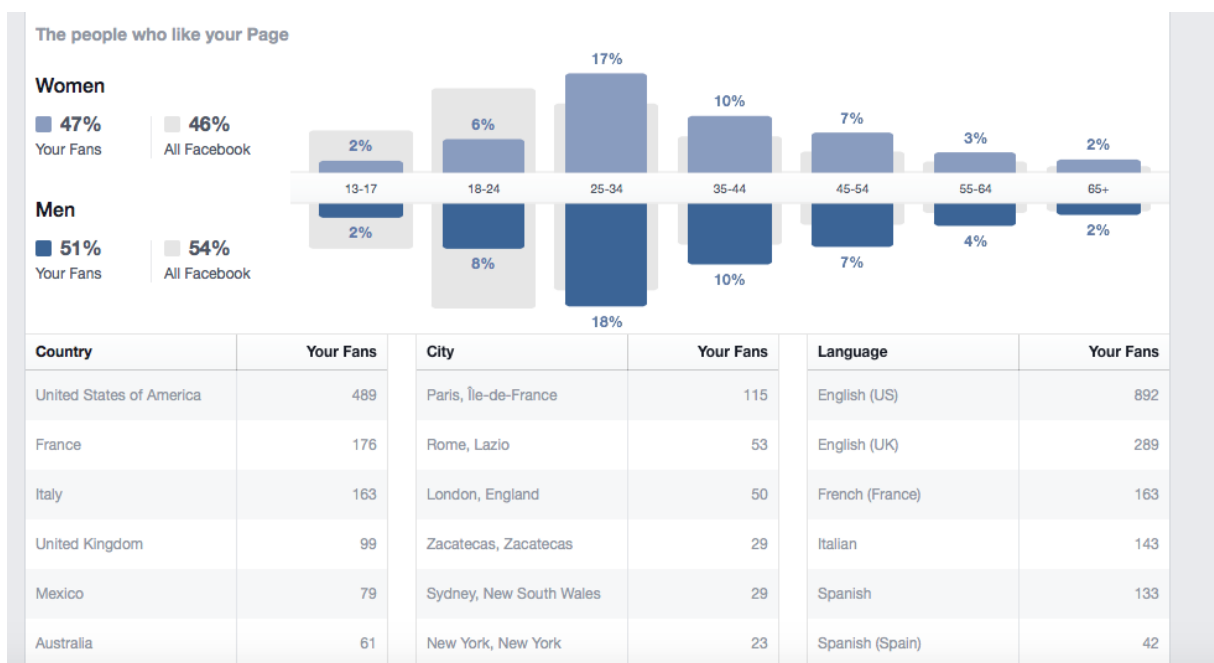 The people who like your Page
Women
47% 46%
Your Fans All Facebook
Men
51% 54%
Your Fans All Facebook
2% 6% 17% 10% 7% 3% 2%
13-17 18-24 25-34 35-44 45-54 55-64 65+
2% 8% 18% 10% 7% 4% 2%
Country Your Fans City Your Fans Language Your Fans
United States of America 489 Paris, Île-de-France 115 English (US) 892
France 176 Rome, Lazio 53 English (UK) 289
Italy 163 London, England 50 French (France) 163
United Kingdom 99 Zacatecas, Zacatecas 29 Italian 143
Mexico 79 Sydney, New South Wales 29 Spanish 133
Australia 61 New York, New York 23 Spanish (Spain) 42